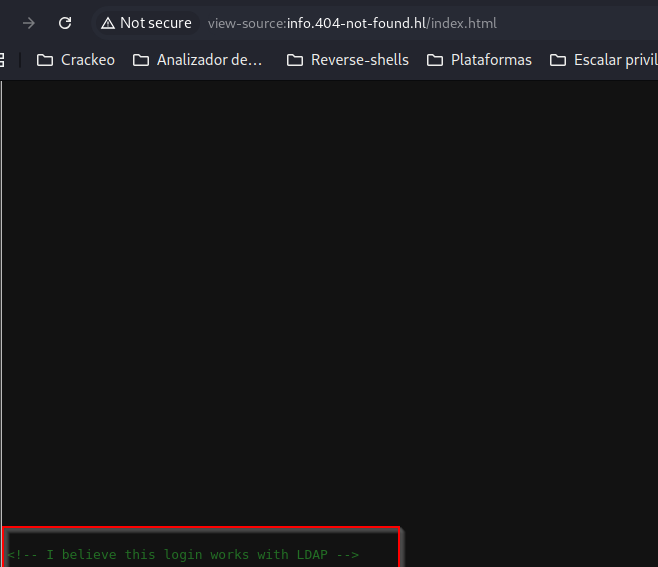 Not secure view-source:info.404-not-found.hl/index.html
Crackeo Analizador de... Reverse-shells Plataformas Escalar privil
<!-- I believe this login works with LDAP -->